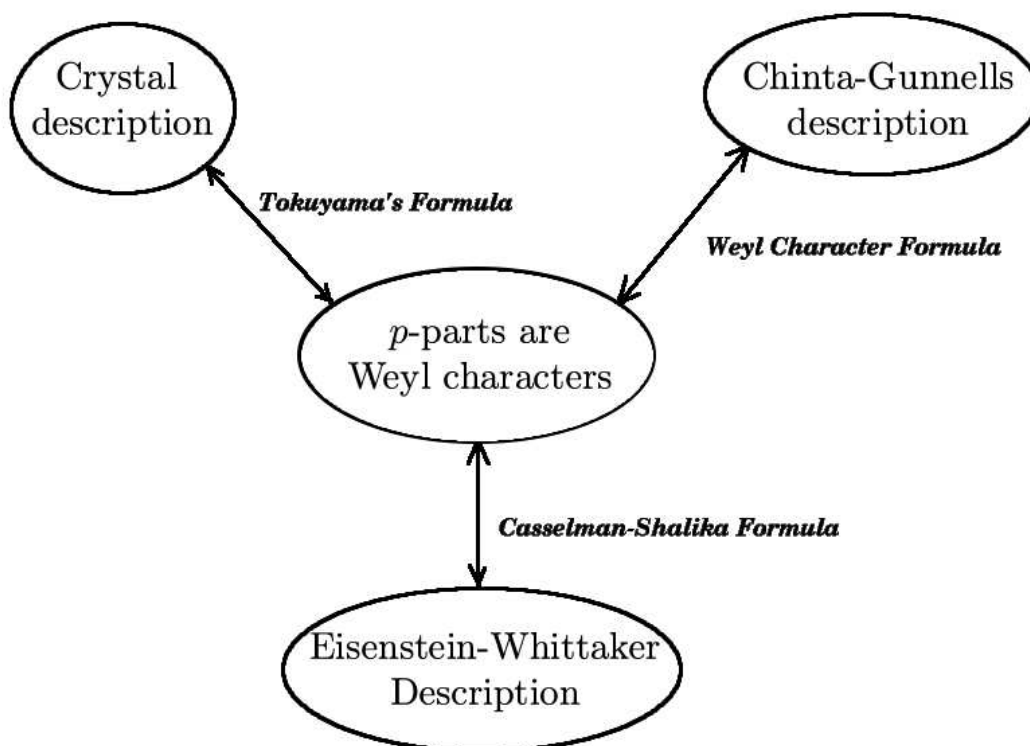 Crystal
description
Chinta-Gunnells
description
Tokuyama's Formula
Weyl Character Formula
p-parts are
Weyl characters
Casselman-Shalika Formula
Eisenstein-Whittaker
Description